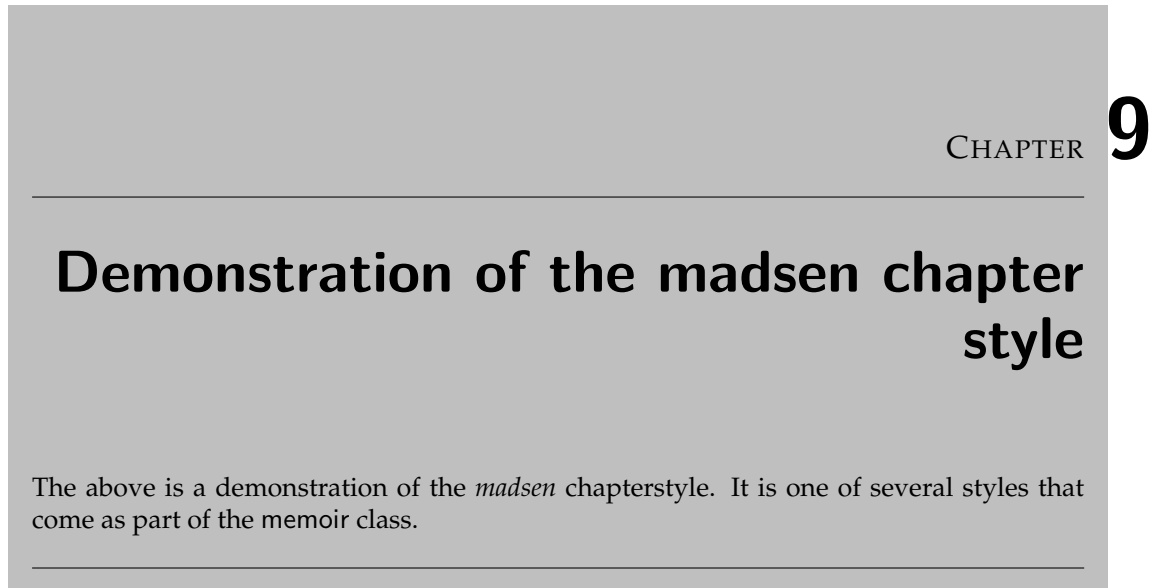 CHAPTER 9
Demonstration of the madsen chapter
style
The above is a demonstration of the madsen chapterstyle. It is one of several styles that
come as part of the memoir class.